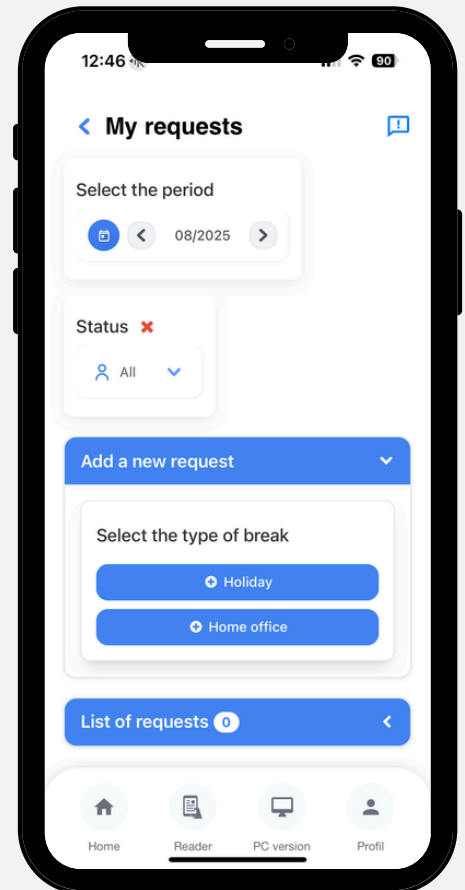 12:46
90
My requests
Select the period
08/2025
Status
All
Add a new request
Select the type of break
Holiday
Home office
List of requests 0
Home Reader PC version Profil